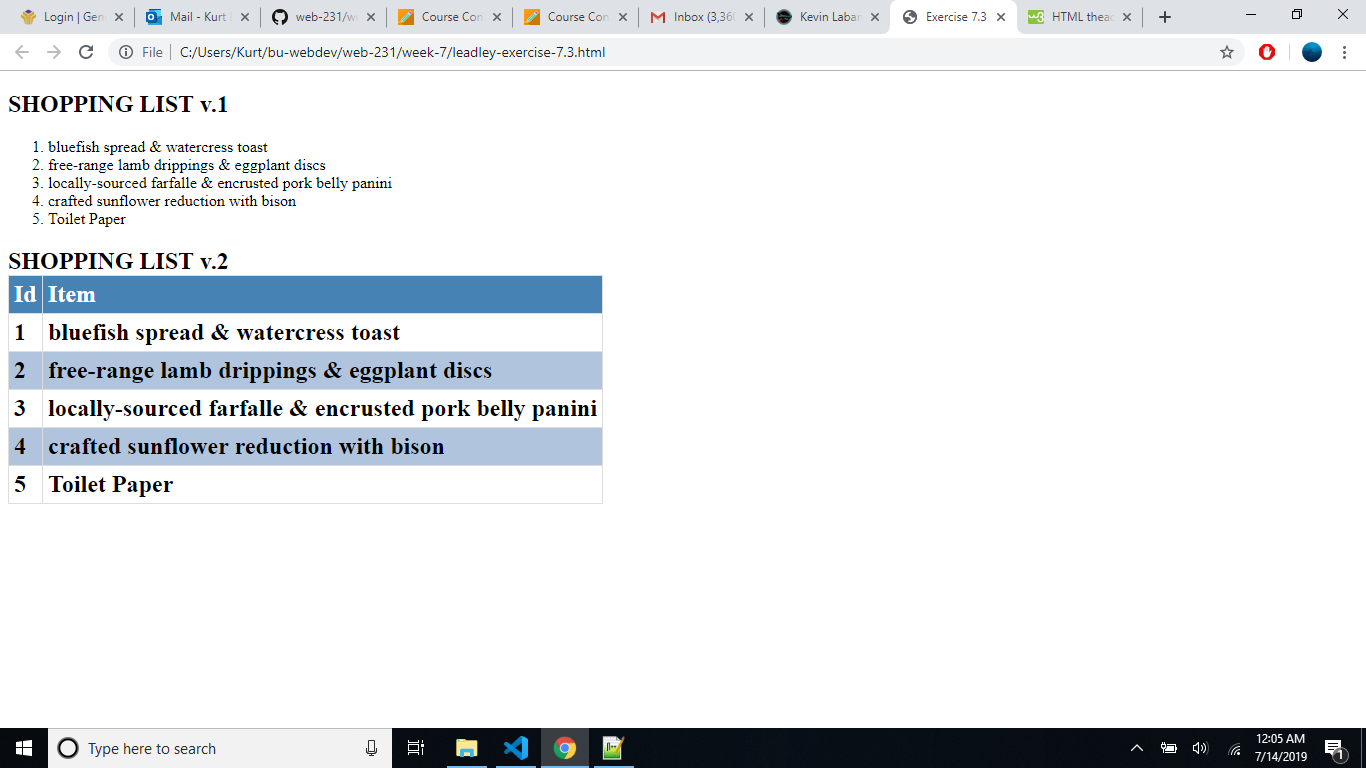 Login | Gen
Mail - Kurt
web-231/we
Course Con
Course Con
Inbox (3,36
Kevin Labar
Exercise 7.3
HTML thead
File
C:/Users/Kurt/bu-webdev/web-231/week-7/leadley-exercise-7.3.html
SHOPPING LIST v.1
1. bluefish spread & watercress toast
2. free-range lamb drippings & eggplant discs
3. locally-sourced farfalle & encrusted pork belly panini
4. crafted sunflower reduction with bison
5. Toilet Paper
SHOPPING LIST v.2
Id Item
1 bluefish spread & watercress toast
2 free-range lamb drippings & eggplant discs
3 locally-sourced farfalle & encrusted pork belly panini
4 crafted sunflower reduction with bison
5 Toilet Paper
Type here to search
12:05 AM
7/14/2019
1